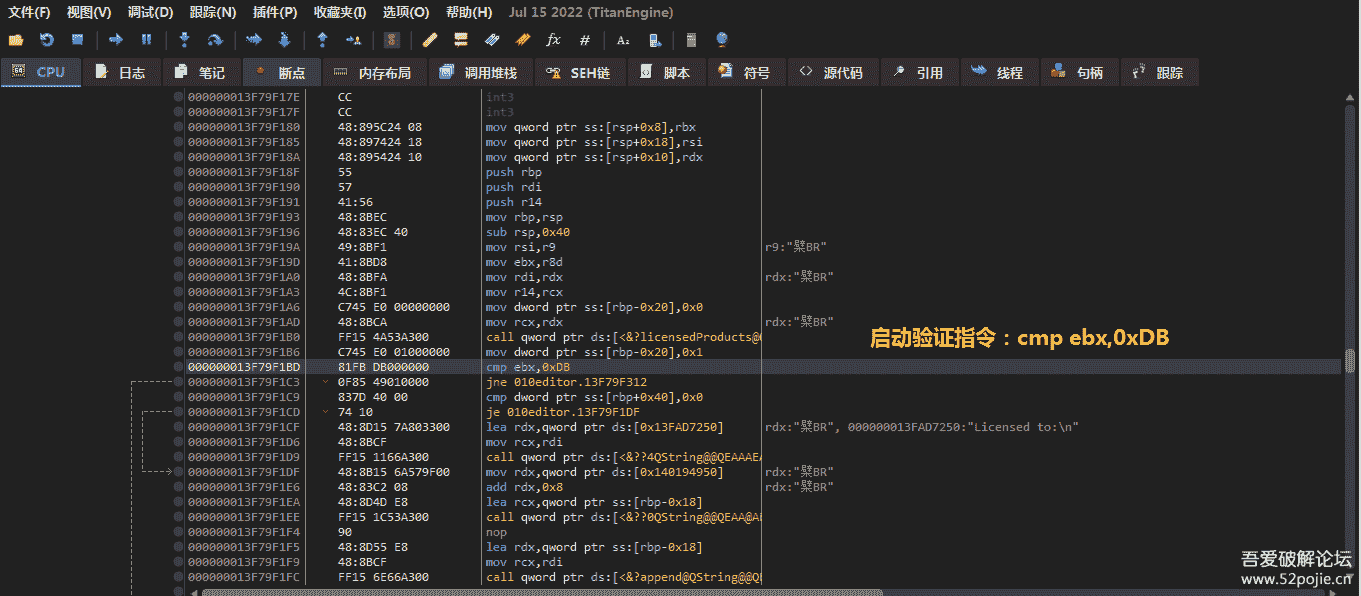 文件(F) 视图(V) 调试(D) 跟踪(N) 插件(P) 收藏夹(I) 选项(O) 帮助(H) Jul 15 2022 (TitanEngine)
CPU 日志 笔记 断点 内存布局 调用堆栈 SEH链 脚本 符号 源代码 引用 线程 句柄 跟踪
000000013F79F17E CC int3
000000013F79F17F CC int3
000000013F79F180 48:895C24 08 mov qword ptr ss:[rsp+0x8],rbx
000000013F79F185 48:897424 18 mov qword ptr ss:[rsp+0x18],rsi
000000013F79F18A 48:895424 10 mov qword ptr ss:[rsp+0x10],rdx
000000013F79F18F 55 push rbp
000000013F79F190 57 push rdi
000000013F79F191 41:56 push r14
000000013F79F193 48:8BEC mov rbp,rsp
000000013F79F196 48:83EC 40 sub rsp,0x40
000000013F79F19A 49:8BF1 mov rsi,r9 r9:"檗BR"
000000013F79F19D 41:8BD8 mov ebx,r8d
000000013F79F1A0 48:8BFA mov rdi,rdx rdx:"檗BR"
000000013F79F1A3 4C:8BF1 mov r14,rcx
000000013F79F1A6 C745 E0 00000000 mov dword ptr ss:[rbp-0x20],0x0
000000013F79F1AD 48:8BCA mov rcx,rdx rdx:"檗BR"
000000013F79F1B0 FF15 4A53A300 call qword ptr ds:[<&?licensedProducts@
启动验证指令：cmp ebx,0xDB
000000013F79F1B6 C745 E0 01000000 mov dword ptr ss:[rbp-0x20],0x1
000000013F79F1BD 81FB DB000000 cmp ebx,0xDB
000000013F79F1C3 0F85 49010000 jne 010editor.13F79F312
000000013F79F1C9 837D 40 00 cmp dword ptr ss:[rbp+0x40],0x0
000000013F79F1CD 74 10 je 010editor.13F79F1DF
000000013F79F1CF 48:8D15 7A803300 lea rdx,qword ptr ds:[0x13FAD7250] rdx:"檗BR", 000000013FAD7250:"Licensed to:\n"
000000013F79F1D6 48:8BCF mov rcx,rdi
000000013F79F1D9 FF15 1166A300 call qword ptr ds:[<&??4QString@@QEAAAEA
000000013F79F1DF 48:8B15 6A579F00 mov rdx,qword ptr ds:[0x140194950] rdx:"檗BR"
000000013F79F1E6 48:83C2 08 add rdx,0x8 rdx:"檗BR"
000000013F79F1EA 48:8D4D E8 lea rcx,qword ptr ss:[rbp-0x18]
000000013F79F1EE FF15 1C53A300 call qword ptr ds:[<&??0QString@@QEAA@A
000000013F79F1F4 90 nop
000000013F79F1F5 48:8D55 E8 lea rdx,qword ptr ss:[rbp-0x18]
000000013F79F1F9 48:8BCF mov rcx,rdi
000000013F79F1FC FF15 6E66A300 call qword ptr ds:[<&?append@QString@@Q
吾爱破解论坛
www.52pojie.cn